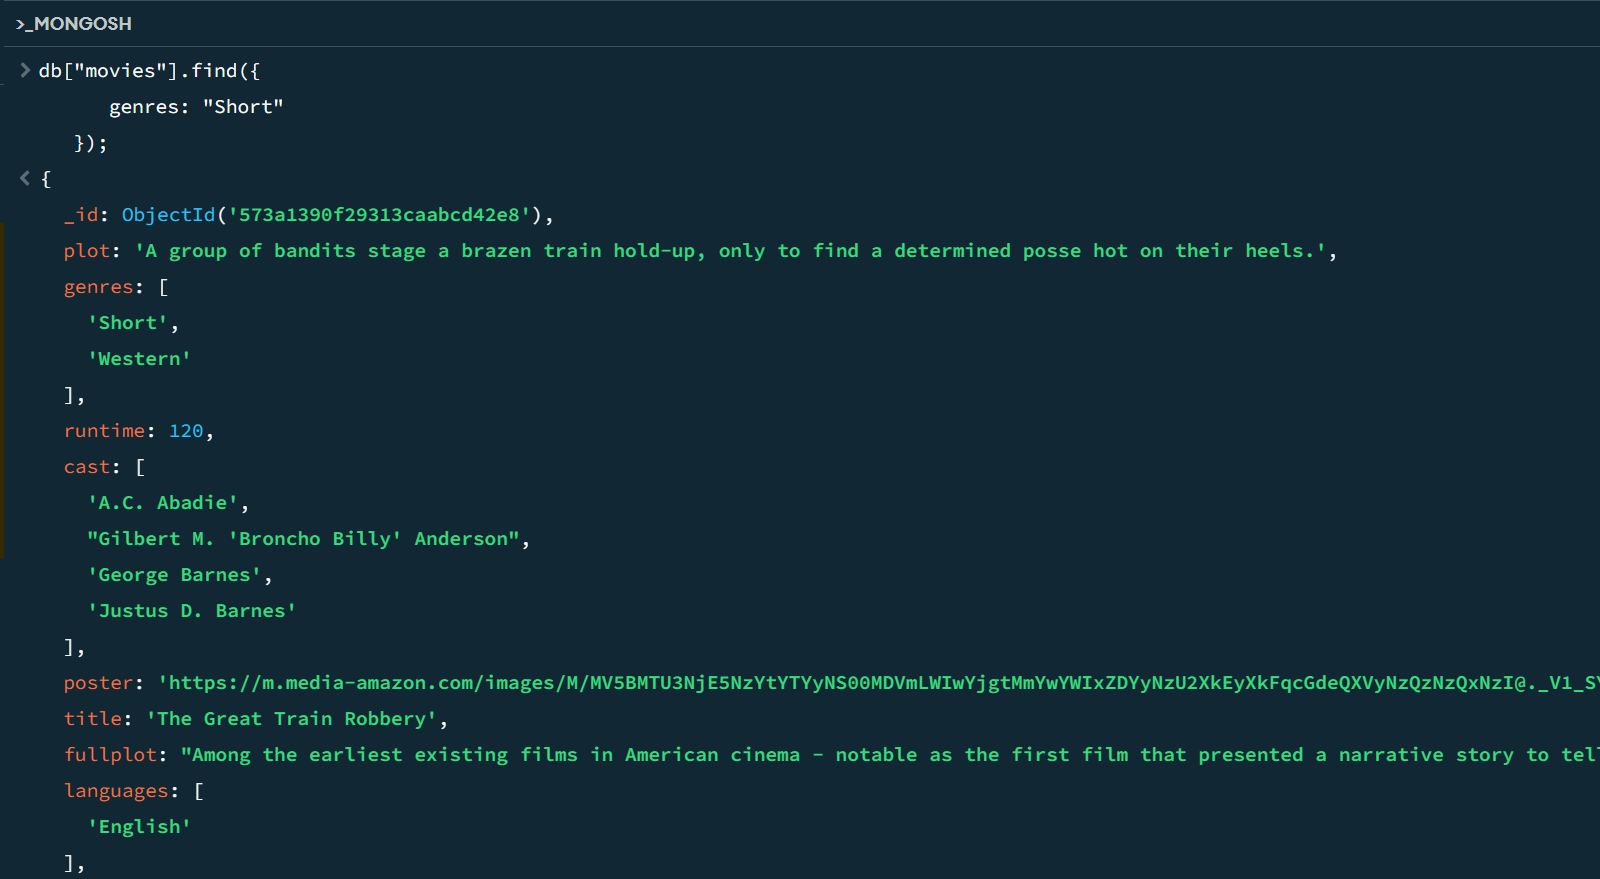 >_MONGOSH
db["movies"].find({
genres: "Short"
});
{
_id: ObjectId('573a1390f29313caabcd42e8'),
plot: 'A group of bandits stage a brazen train hold-up, only to find a determined posse hot on their heels.',
genres: [
'Short',
'Western'
],
runtime: 120,
cast: [
'A.C. Abadie',
"Gilbert M. 'Broncho Billy' Anderson",
'George Barnes',
'Justus D. Barnes'
],
poster: 'https://m.media-amazon.com/images/M/MV5BMTU3NjE5NzYtYTYyNS00MDVmLWIwYjgtMmYwYWIxZDYyNzU2XkEyXkFqcGdeQXVyNzQzNzQxNzI@._V1_SY
title: 'The Great Train Robbery',
fullplot: "Among the earliest existing films in American cinema - notable as the first film that presented a narrative story to tell
languages: [
'English'
],